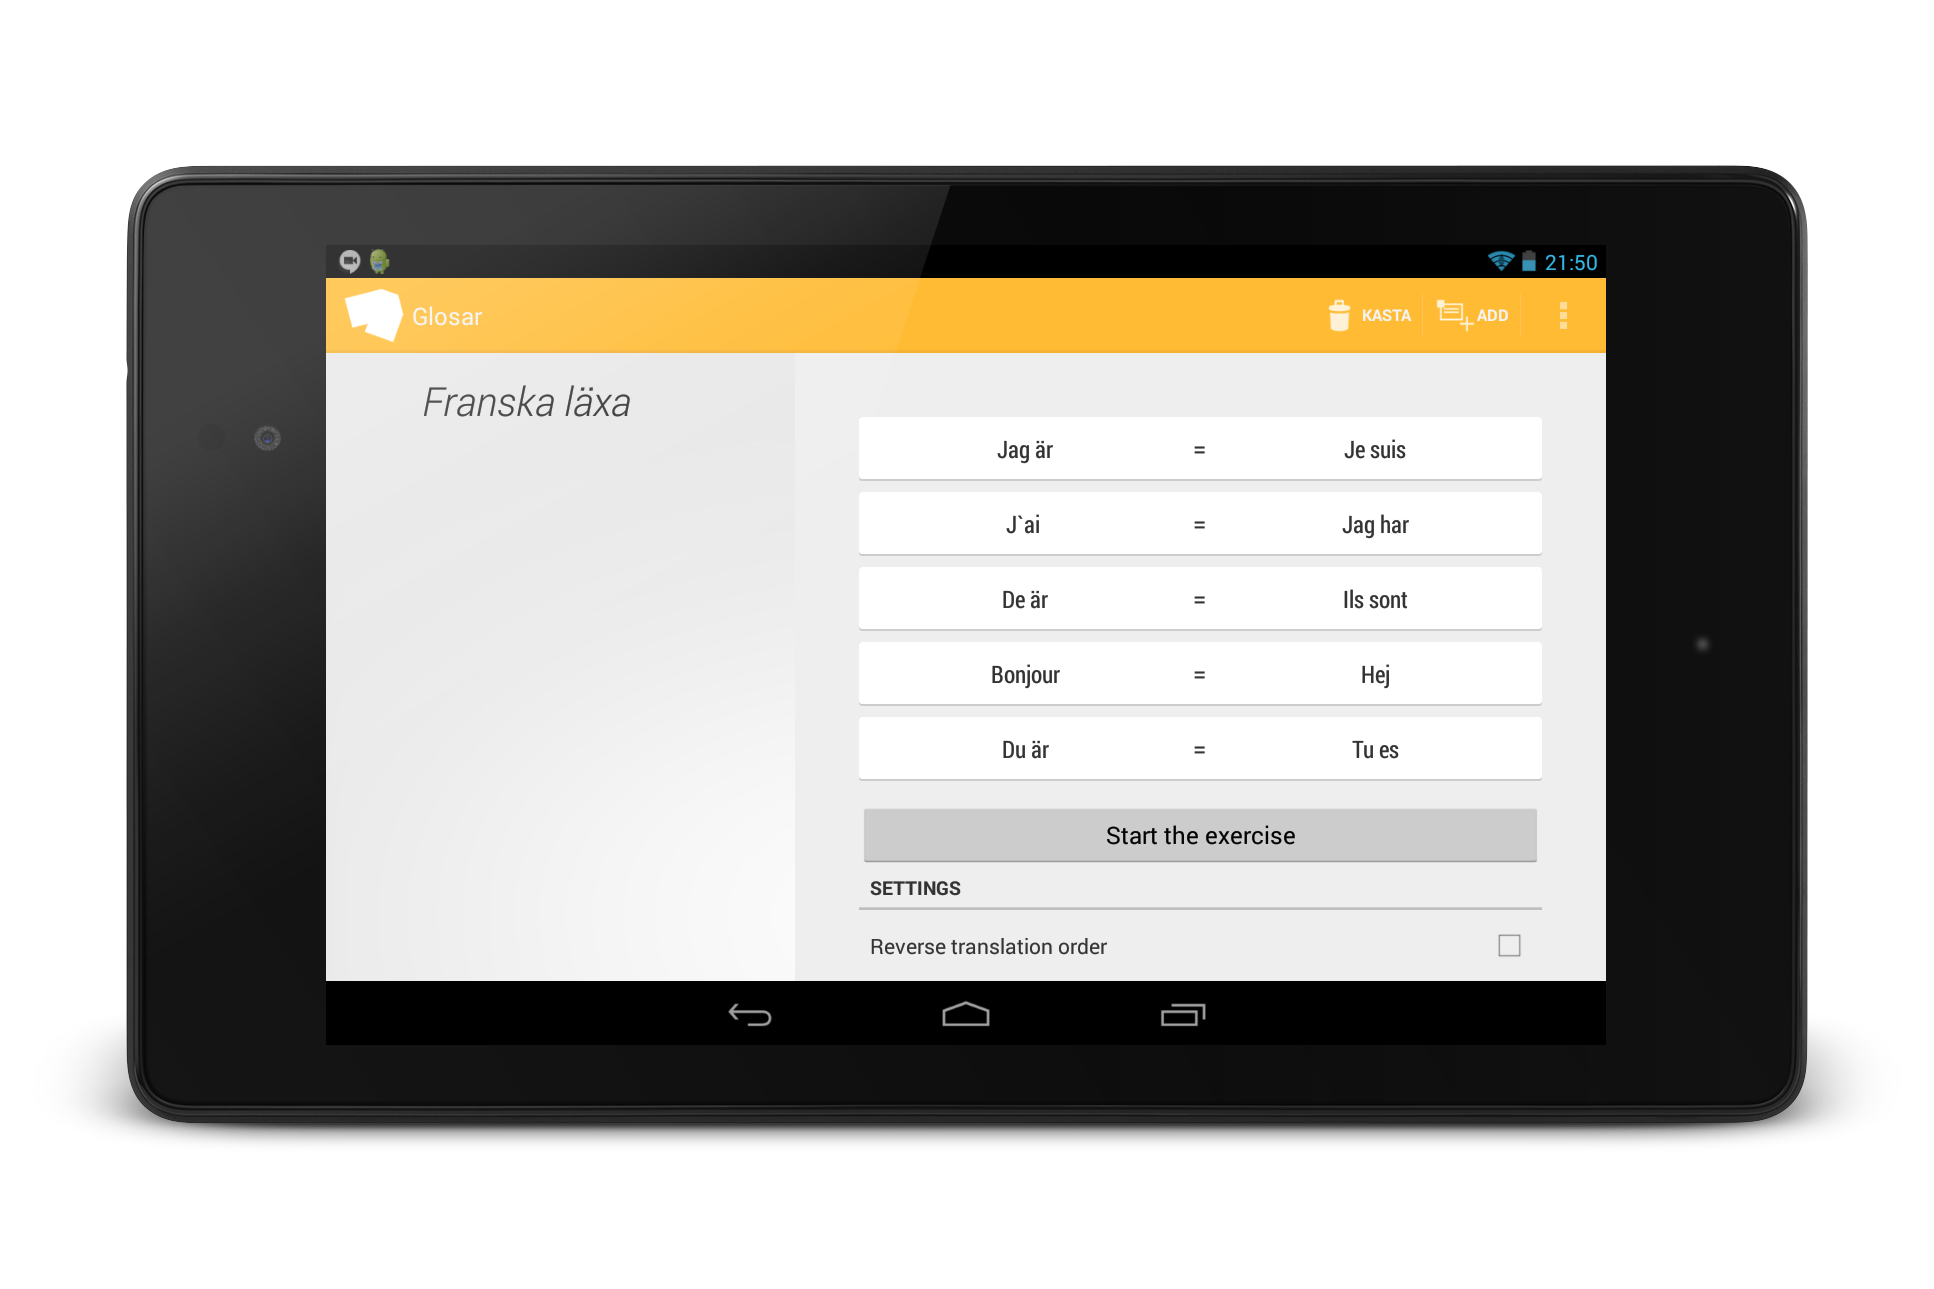 21:50
Glosar
KASTA
ADD
Franska läxa
Jag är = Je suis
J`ai = Jag har
De är = Ils sont
Bonjour = Hej
Du är = Tu es
Start the exercise
SETTINGS
Reverse translation order